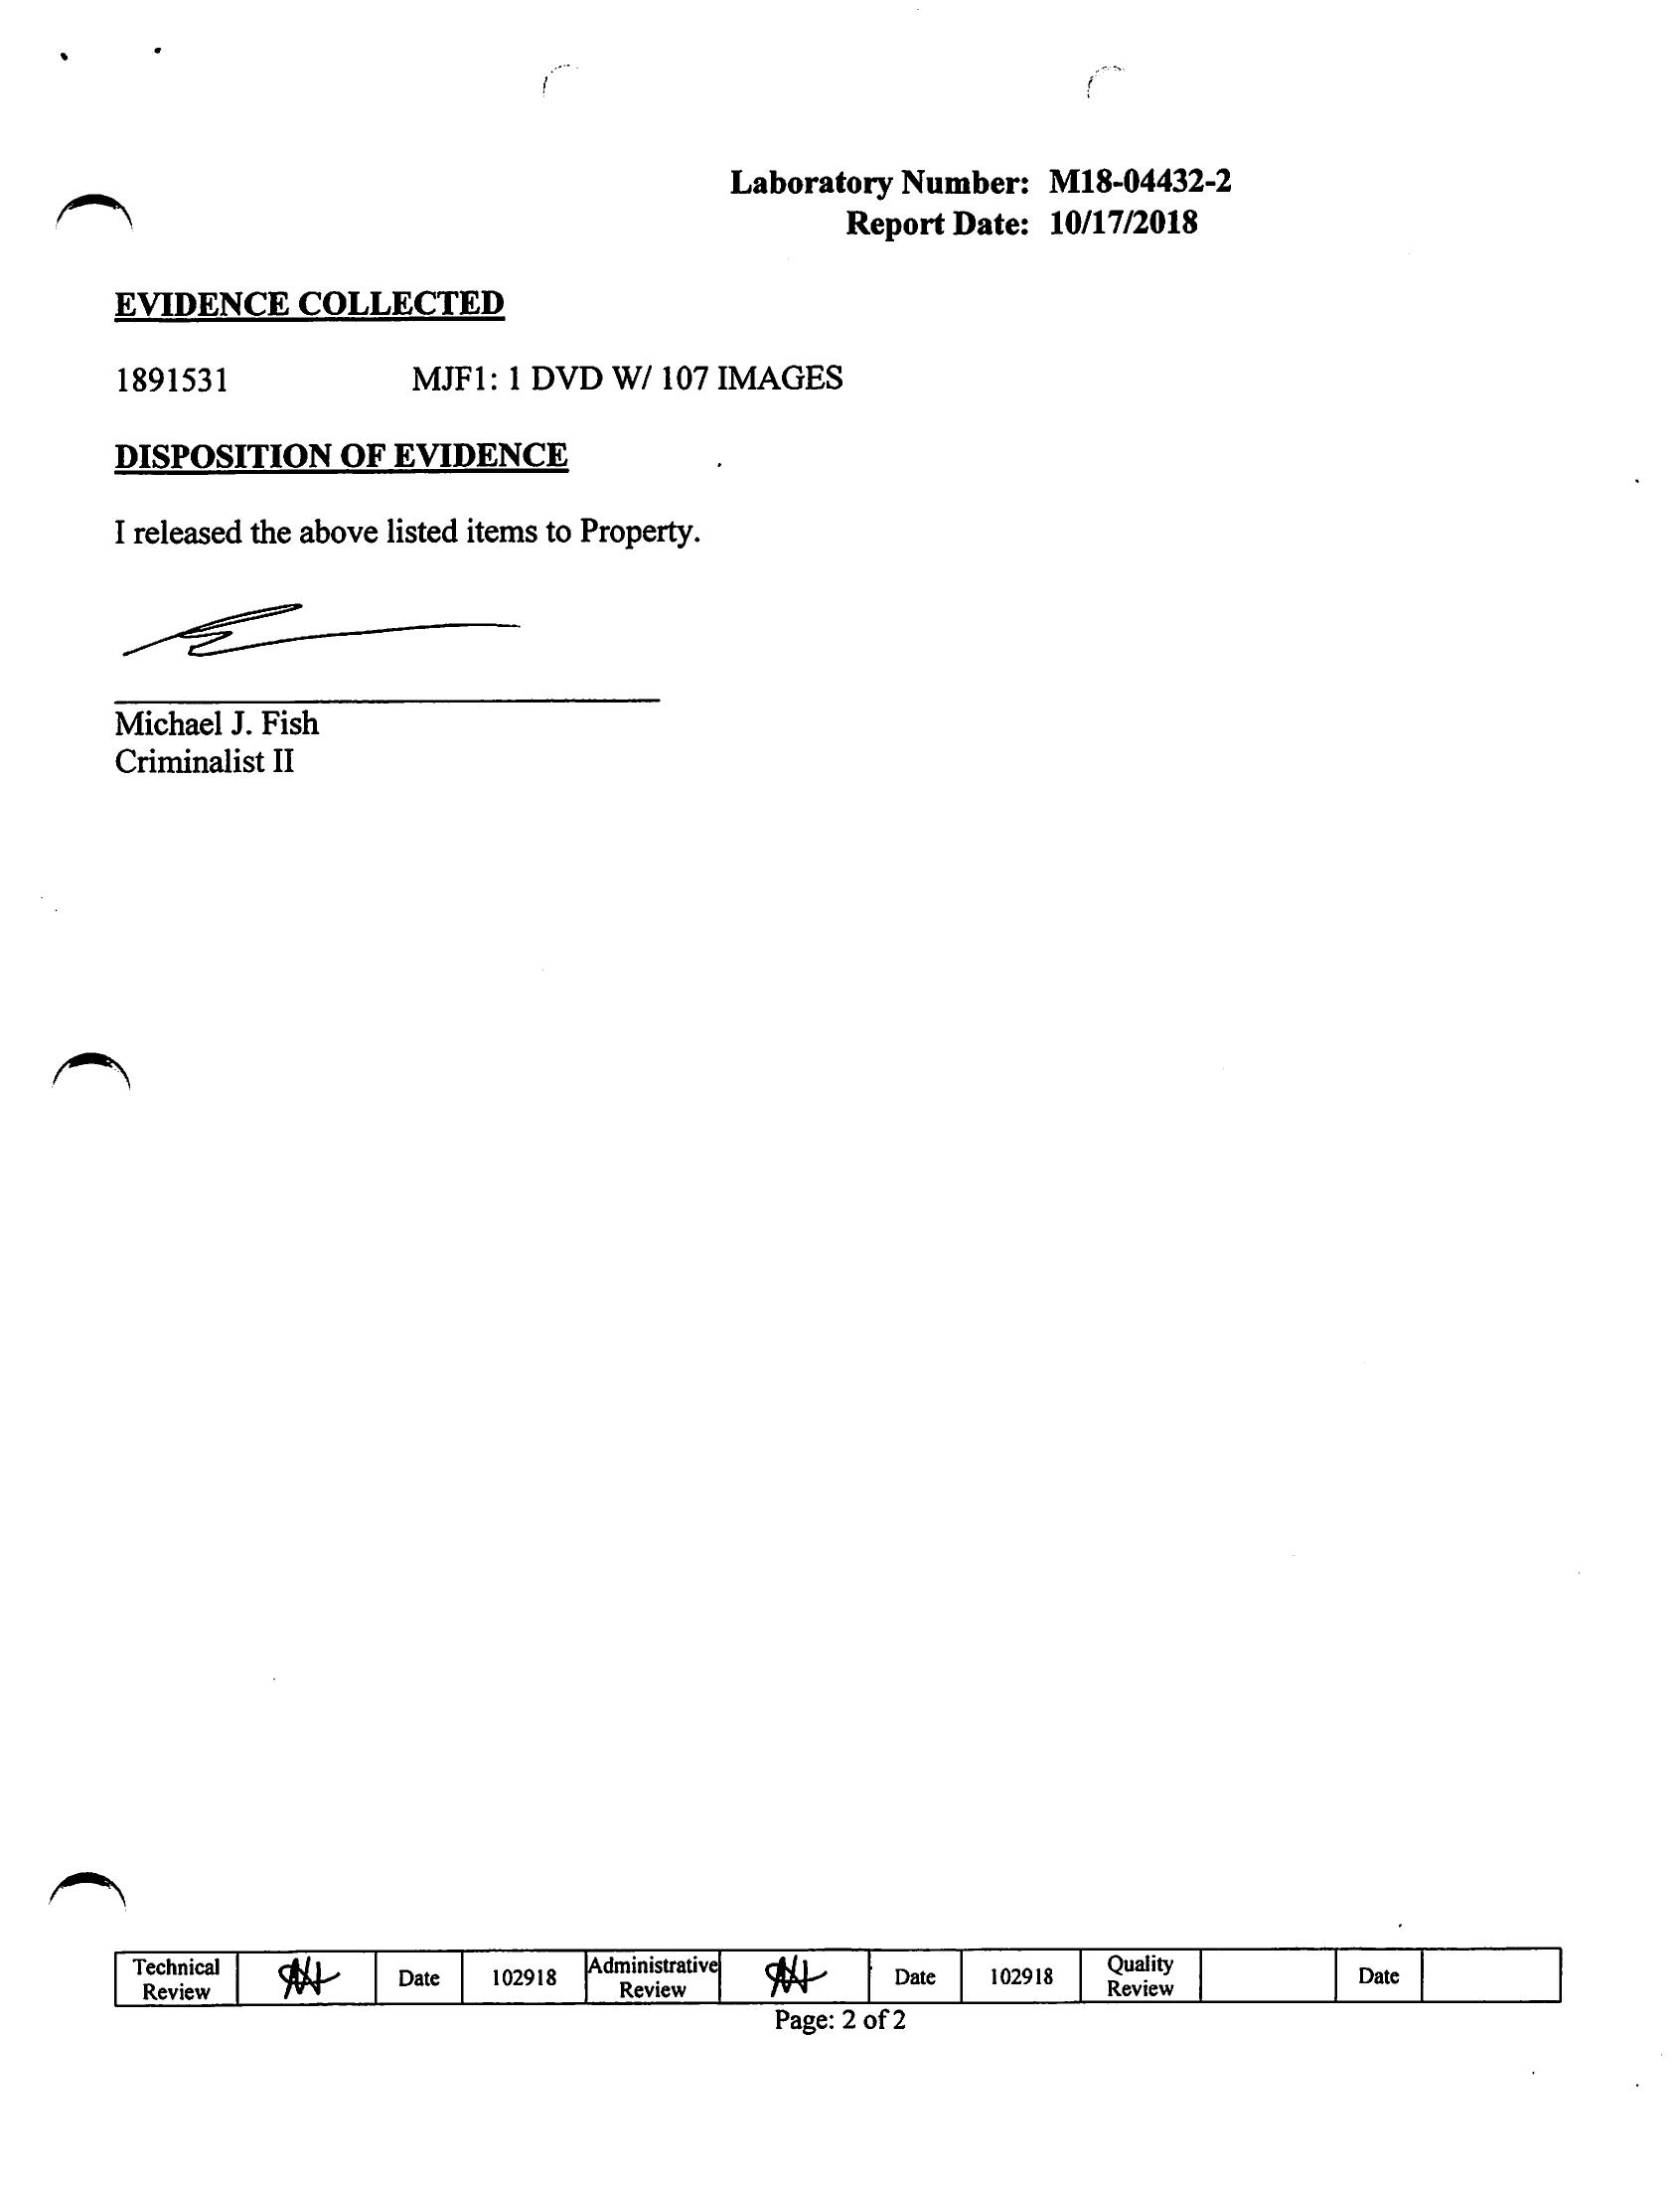 Laboratory Number: M18-04432-2
Report Date: 10/17/2018
EVIDENCE COLLECTED
1891531 MJF1: 1 DVD W/ 107 IMAGES
DISPOSITION OF EVIDENCE
I released the above listed items to Property.
Michael J. Fish
Criminalist II
Technical Review Date 102918 Administrative Review Date 102918 Quality Review Date
Page: 2 of 2